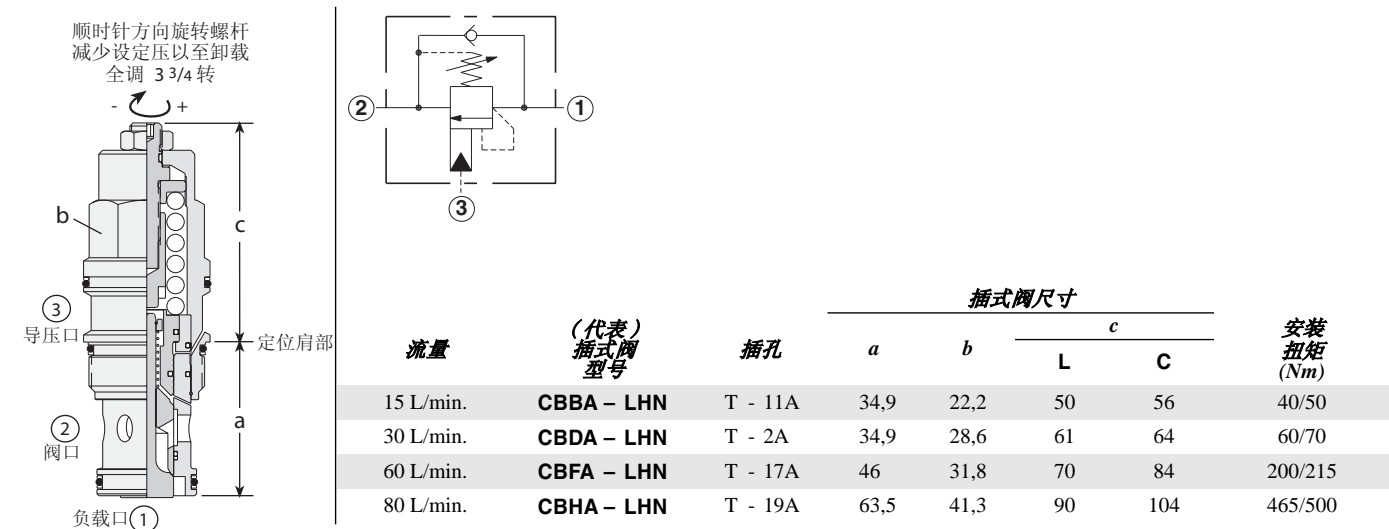 顺时针方向旋转螺杆
减少设定压以至卸载
全调 3 3/4 转
- +
b
c
③
导压口
定位肩部
②
阀口
a
负载口①
②
①
③
插式阀尺寸
流量 （代表）插式阀型号 插孔 a b c 安装扭矩(Nm)
L C
15 L/min. CBBA – LHN T - 11A 34,9 22,2 50 56 40/50
30 L/min. CBDA – LHN T - 2A 34,9 28,6 61 64 60/70
60 L/min. CBFA – LHN T - 17A 46 31,8 70 84 200/215
80 L/min. CBHA – LHN T - 19A 63,5 41,3 90 104 465/500